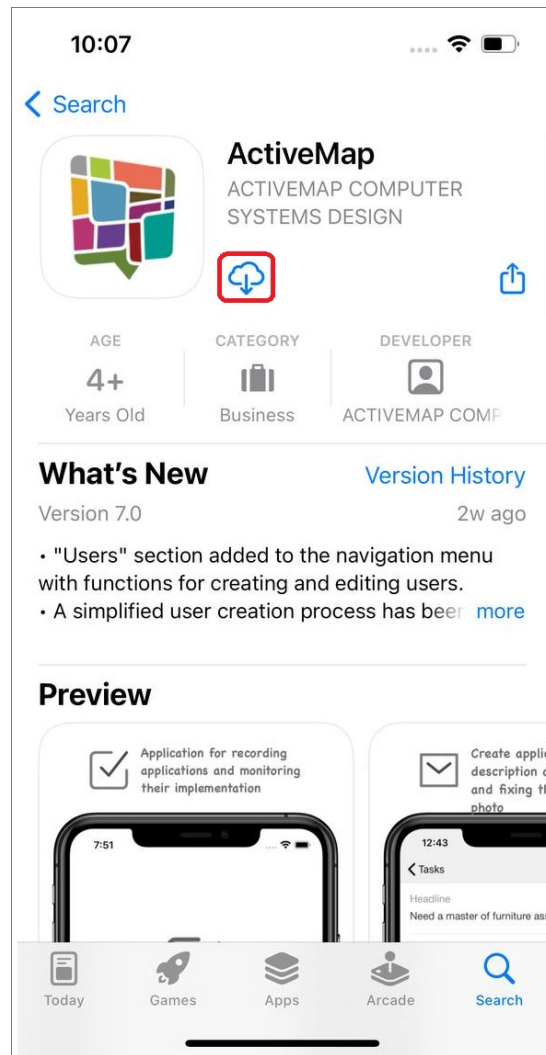 10:07
Search
ActiveMap
ACTIVEMAP COMPUTER
SYSTEMS DESIGN
AGE
CATEGORY
DEVELOPER
4+
Years Old
Business
ACTIVEMAP COMP
What's New
Version History
Version 7.0
2w ago
• "Users" section added to the navigation menu
with functions for creating and editing users.
• A simplified user creation process has been more
Preview
Application for recording
applications and monitoring
their implementation
Create applic
description o
and fixing th
photo
7:51
12:43
Tasks
Headline
Need a master of furniture ass
Today
Games
Apps
Arcade
Search